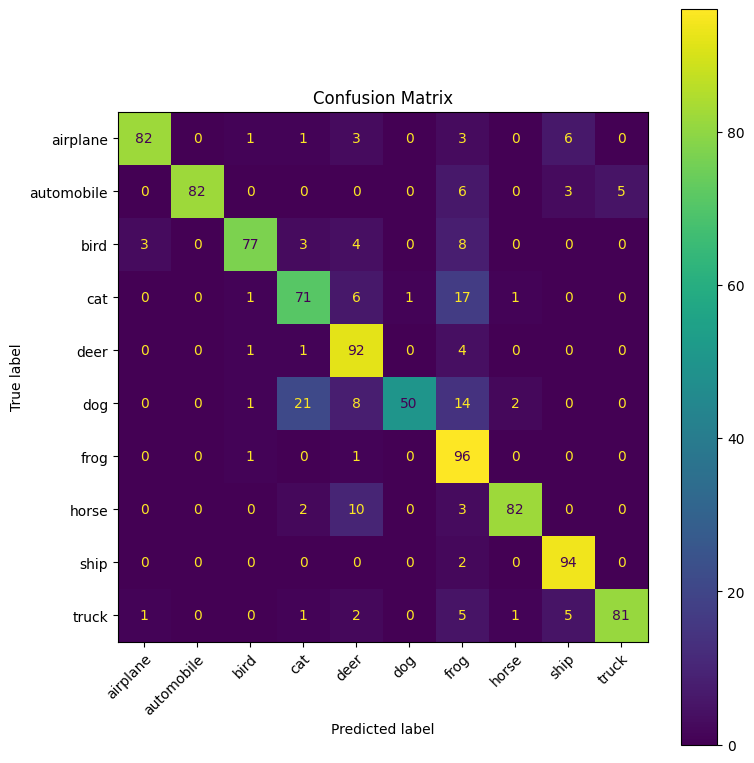 Confusion Matrix
airplane 82 0 1 1 3 0 3 0 6 0
automobile 0 82 0 0 0 0 6 0 3 5
bird 3 0 77 3 4 0 8 0 0 0
cat 0 0 1 71 6 1 17 1 0 0
deer 0 0 1 1 92 0 4 0 0 0
dog 0 0 1 21 8 50 14 2 0 0
frog 0 0 1 0 1 0 96 0 0 0
horse 0 0 0 2 10 0 3 82 0 0
ship 0 0 0 0 0 0 2 0 94 0
truck 1 0 0 1 2 0 5 1 5 81
airplane automobile bird cat deer dog frog horse ship truck
Predicted label
True label
80
60
40
20
0